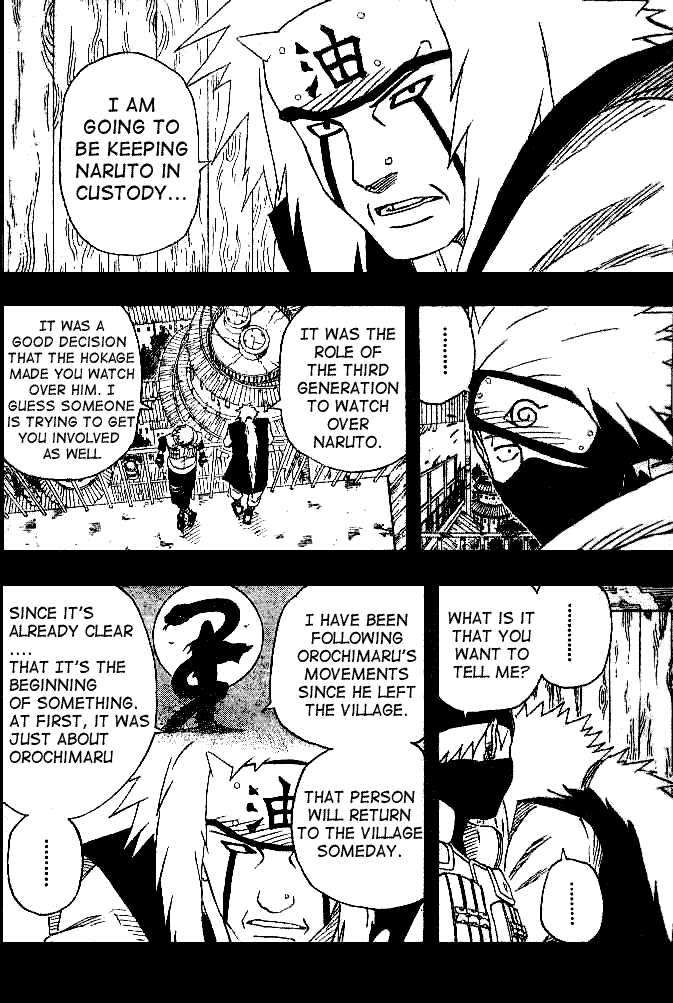 油
I AM
GOING TO
BE KEEPING
NARUTO IN
CUSTODY...
.........
IT WAS THE
ROLE OF
THE THIRD
GENERATION
TO WATCH
OVER
NARUTO.
IT WAS A
GOOD DECISION
THAT THE HOKAGE
MADE YOU WATCH
OVER HIM. I
GUESS SOMEONE
IS TRYING TO GET
YOU INVOLVED
AS WELL
.........
WHAT IS IT
THAT YOU
WANT TO
TELL ME?
.........
I HAVE BEEN
FOLLOWING
OROCHIMARU'S
MOVEMENTS
SINCE HE LEFT
THE VILLAGE.
THAT PERSON
WILL RETURN
TO THE VILLAGE
SOMEDAY.
油
SINCE IT'S
ALREADY CLEAR
....
THAT IT'S THE
BEGINNING
OF SOMETHING.
AT FIRST, IT WAS
JUST ABOUT
OROCHIMARU
.........